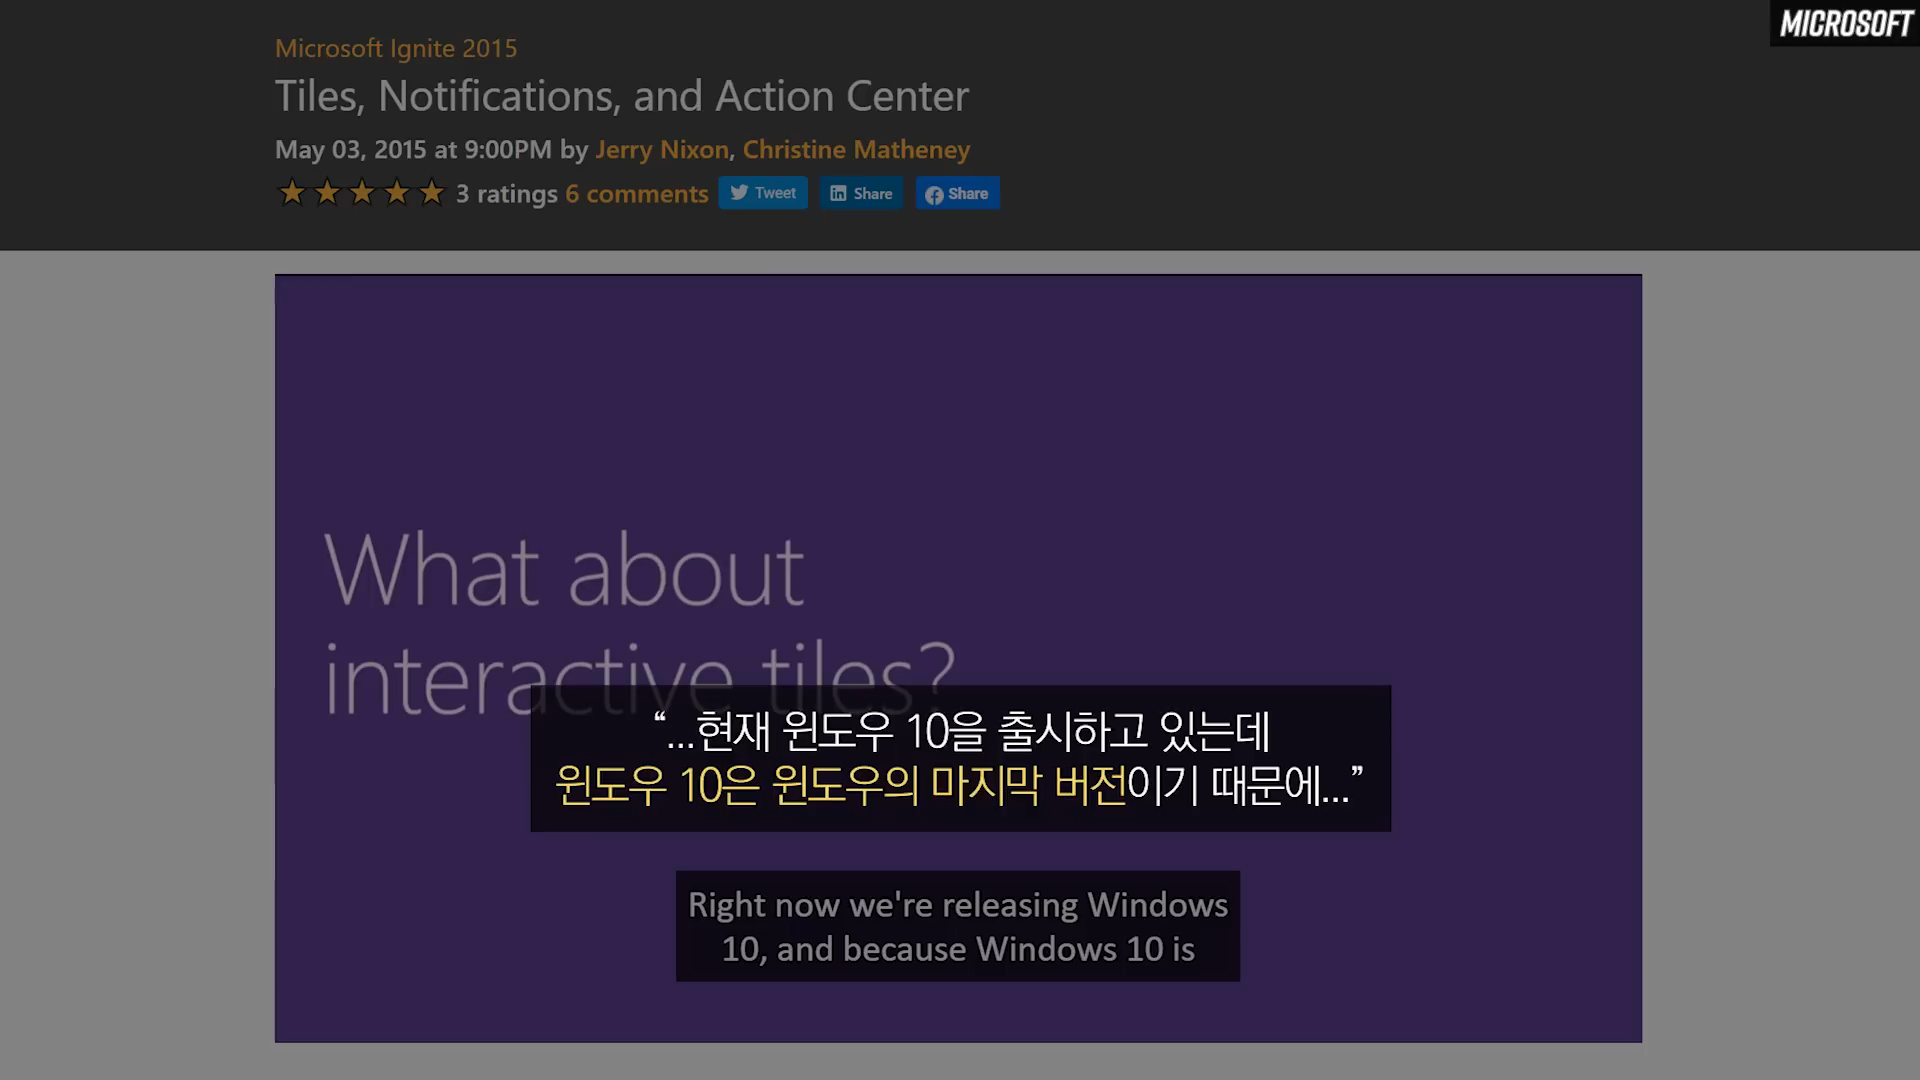 MICROSOFT
Microsoft Ignite 2015
Tiles, Notifications, and Action Center
May 03, 2015 at 9:00PM by Jerry Nixon, Christine Matheney
3 ratings 6 comments Tweet Share Share
What about
interactive tiles?
“...현재 윈도우 10을 출시하고 있는데
윈도우 10은 윈도우의 마지막 버전이기 때문에...”
Right now we're releasing Windows
10, and because Windows 10 is